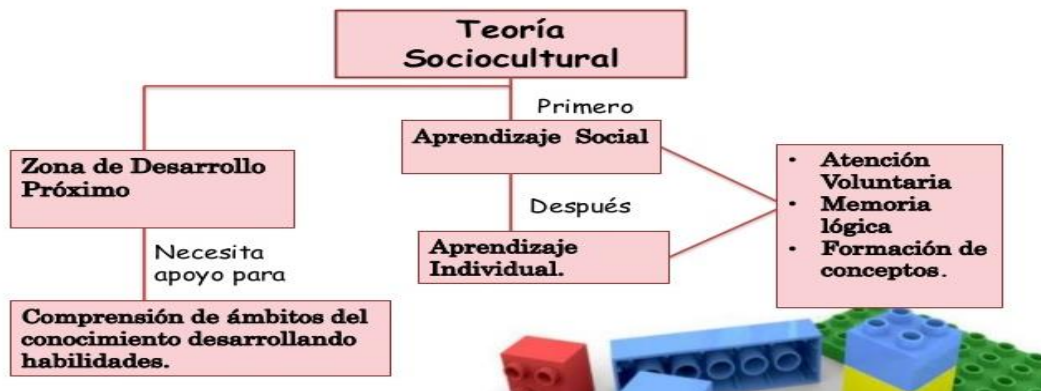 Teoría
Sociocultural
Primero
Aprendizaje Social
Zona de Desarrollo
Próximo
• Atención
Voluntaria
• Memoria
lógica
• Formación de
conceptos.
Después
Aprendizaje
Individual.
Necesita
apoyo para
Comprensión de ámbitos del
conocimiento desarrollando
habilidades.